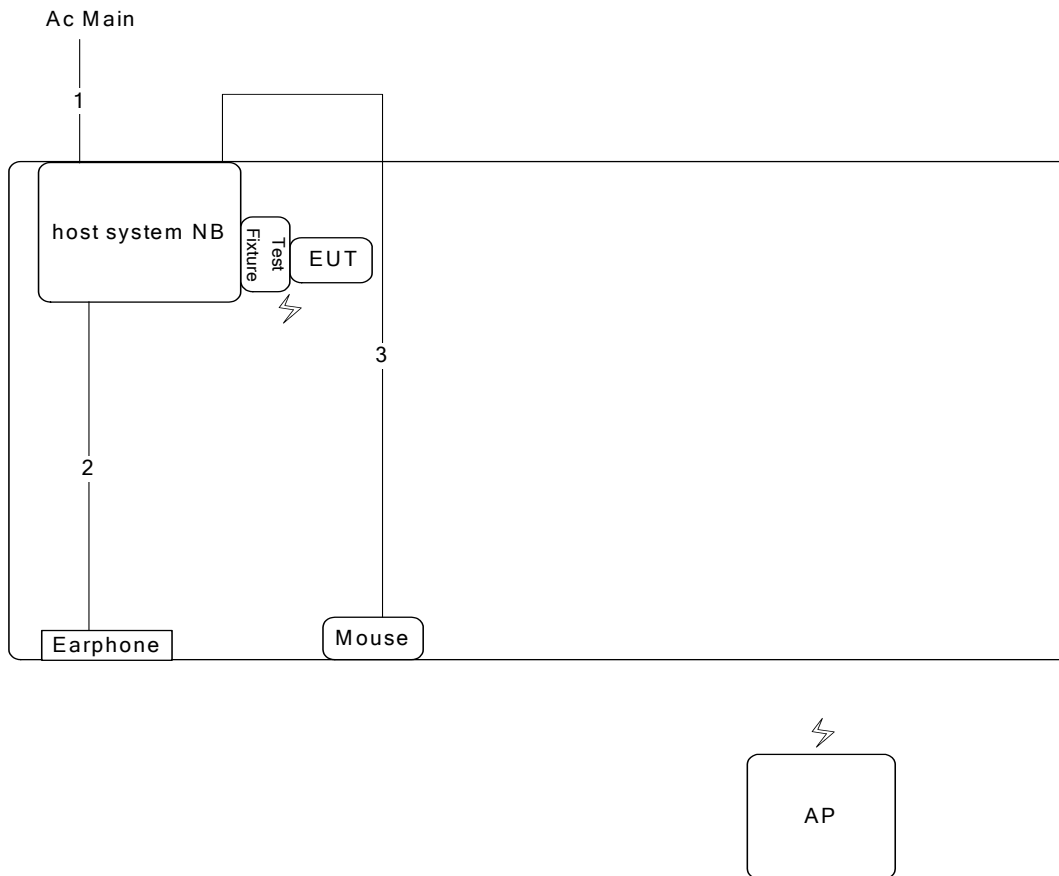 Ac Main
1
host system NB
Test
Fixture
EUT
3
2
Earphone
Mouse
AP